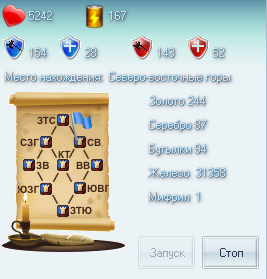 5242 167
154 28 143 52
Место нахождения: Северо-восточные горы
Золото 244
Серебро 87
Бутылки 94
Железо 31358
Мифрил 1
ЗТС
СЗГ СВ
КТ
ЗВ ВВ
ЮЗГ ЮВГ
ЗТЮ
Запуск Стоп